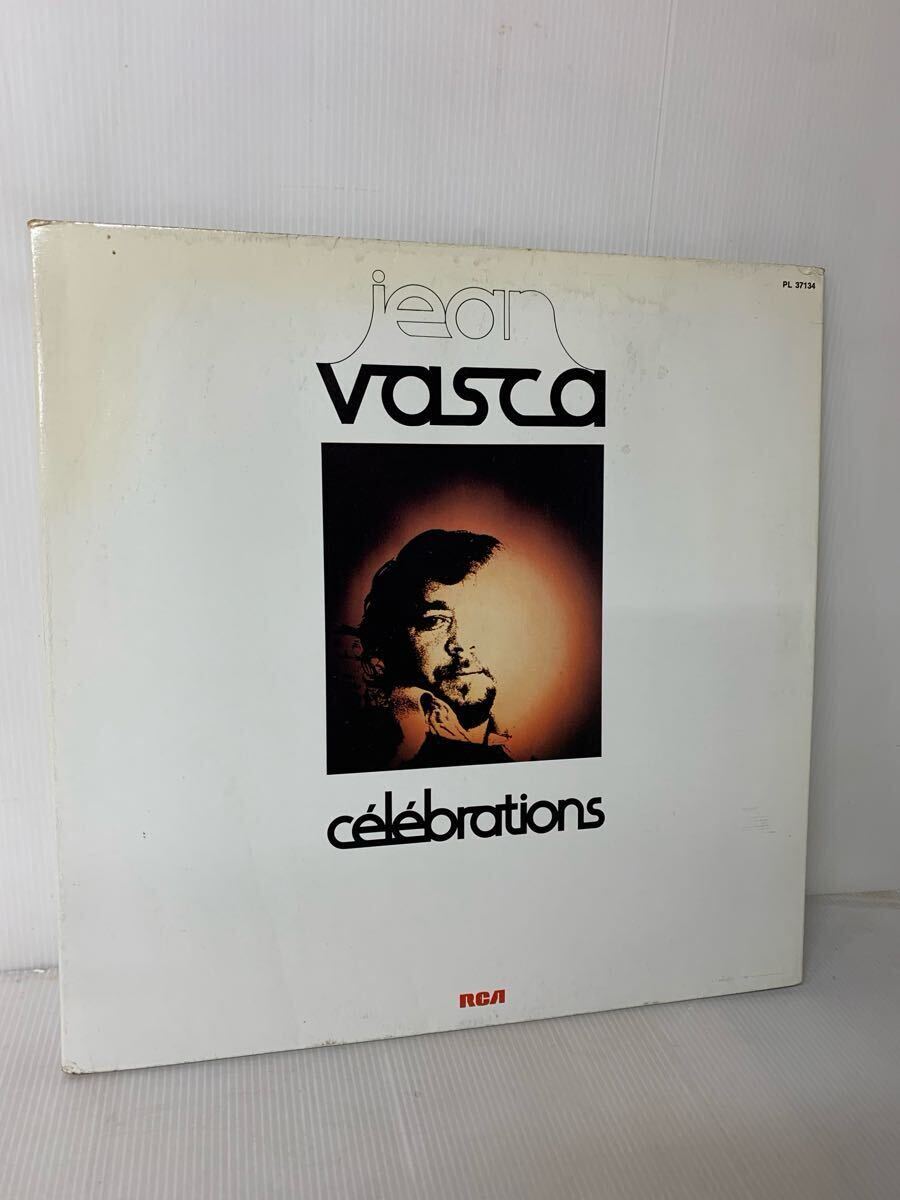 PL 37134
jean
vasca
célébrations
RCA